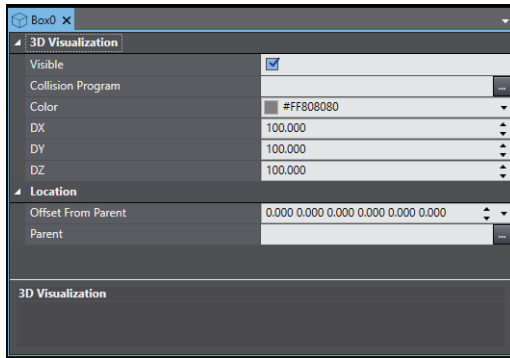 Box0
3D Visualization
Visible
Collision Program
...
Color #FF808080
DX 100.000
DY 100.000
DZ 100.000
Location
Offset From Parent 0.000 0.000 0.000 0.000 0.000 0.000
Parent
...
3D Visualization